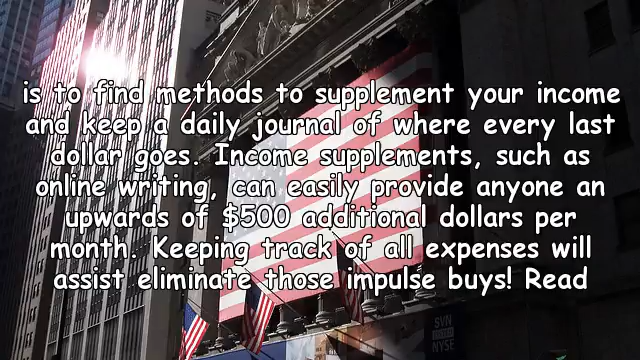 is to find methods to supplement your income
and keep a daily journal of where every last
dollar goes. Income supplements, such as
online writing, can easily provide anyone an
upwards of $500 additional dollars per
month. Keeping track of all expenses will
assist eliminate those impulse buys! Read
SVN
NYSE